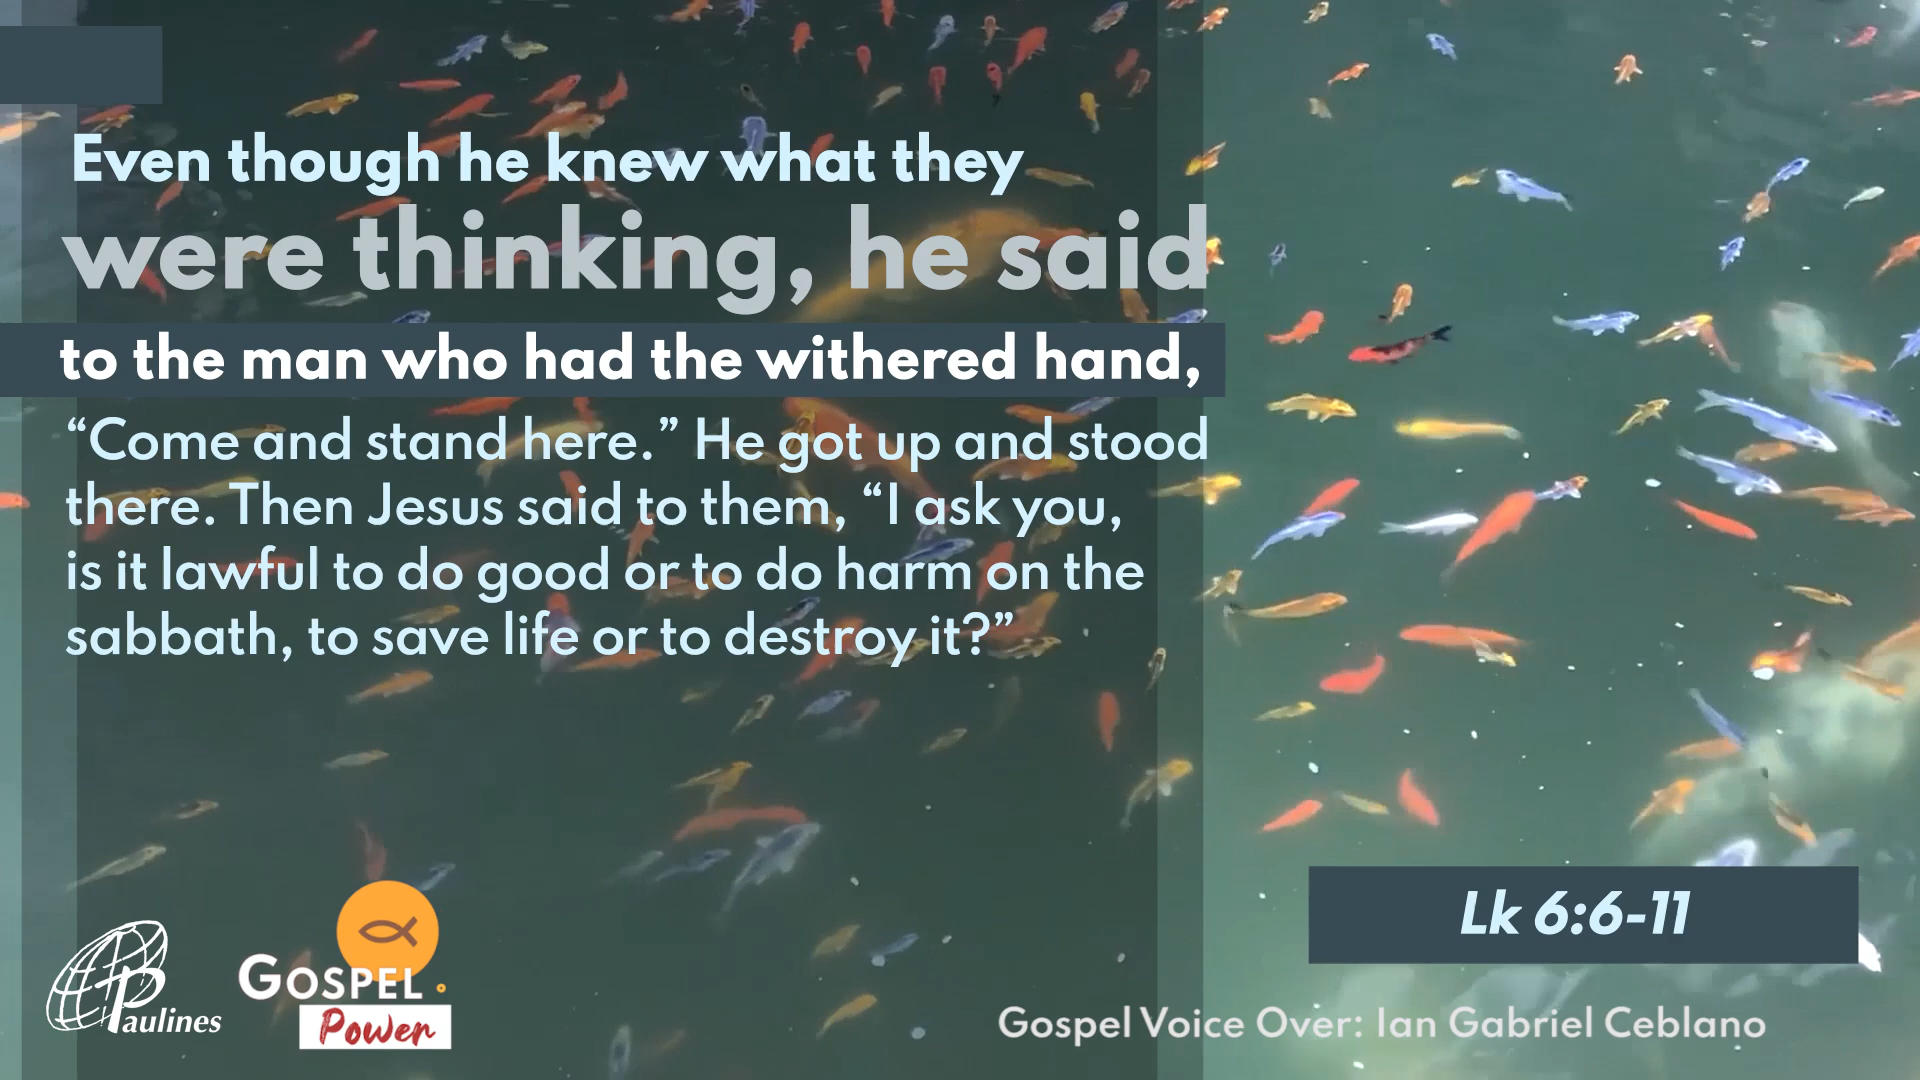 Even though he knew what they
were thinking, he said
to the man who had the withered hand,
“Come and stand here.” He got up and stood
there. Then Jesus said to them, “I ask you,
is it lawful to do good or to do harm on the
sabbath, to save life or to destroy it?”
Lk 6:6-11
Paulines
GOSPEL
Power
Gospel Voice Over: Ian Gabriel Ceblano